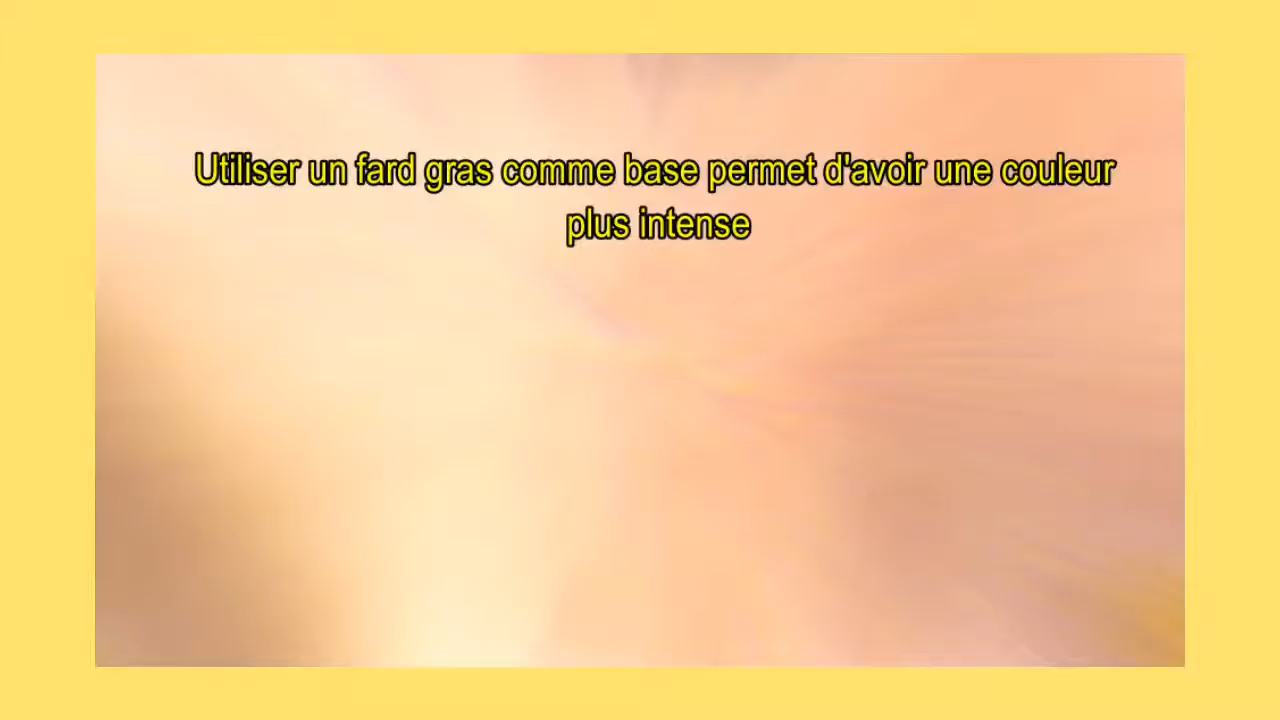 Utiliser un fard gras comme base permet d'avoir une couleur
plus intense